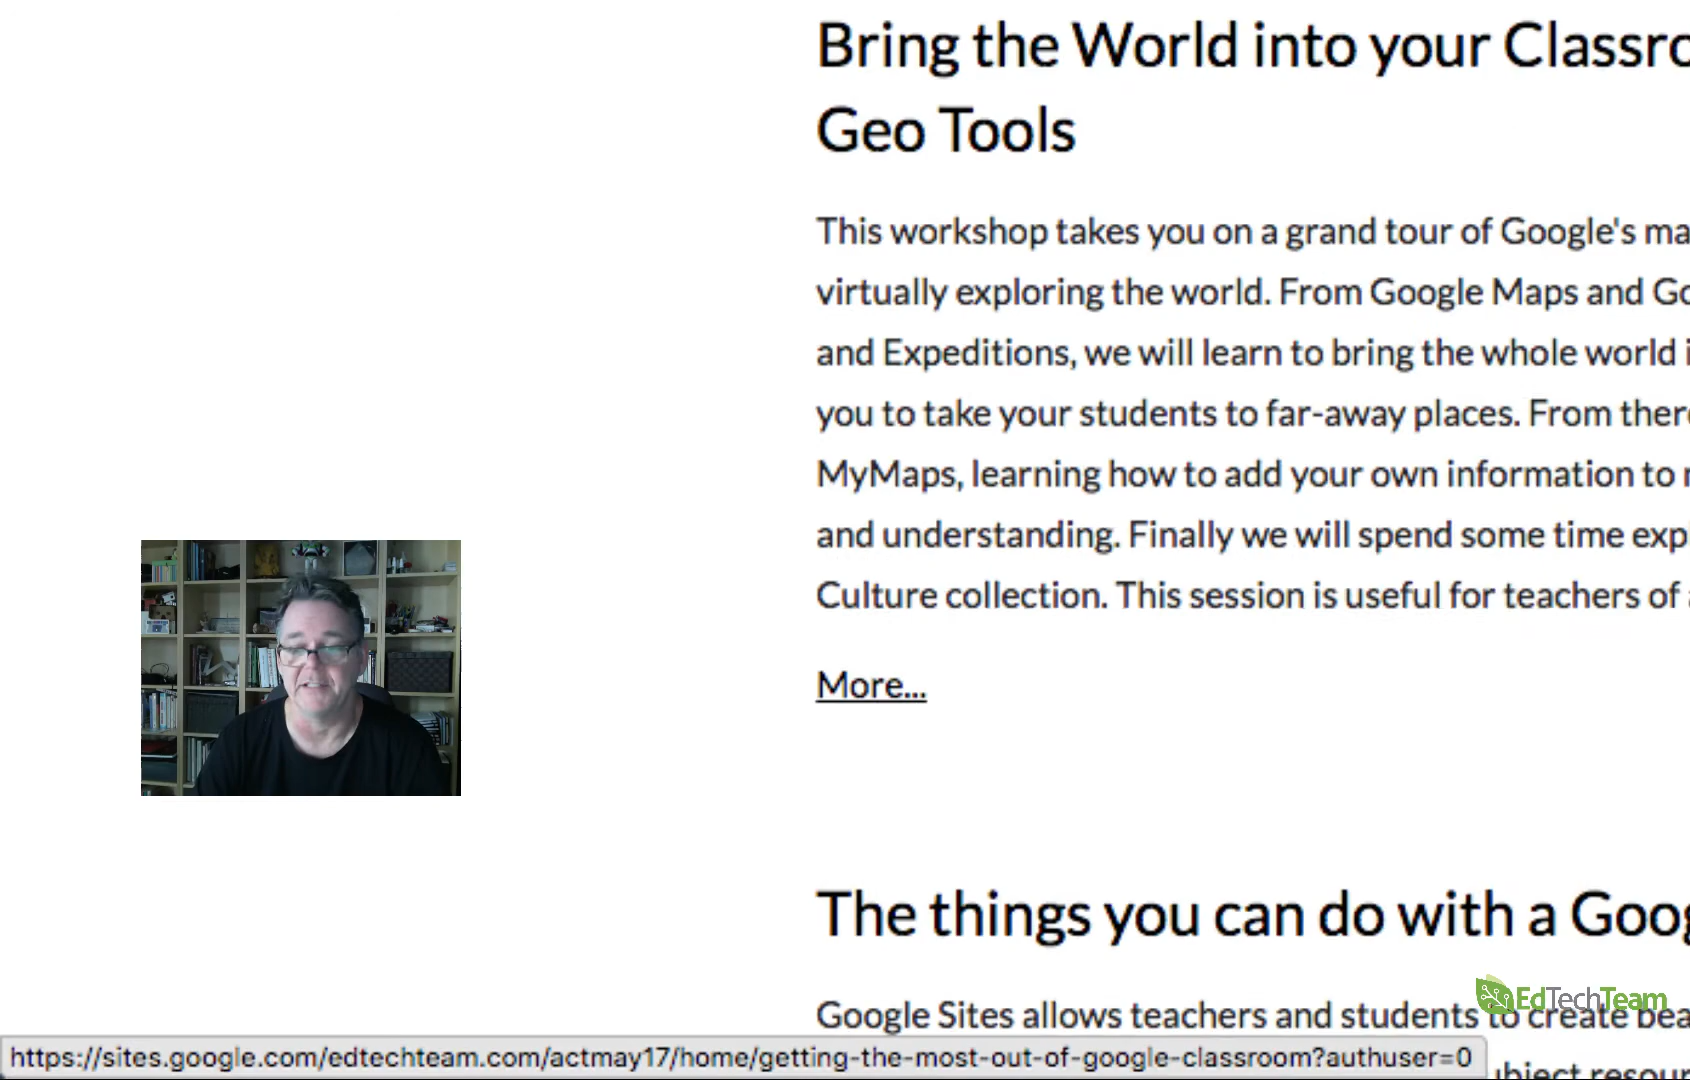 Bring the World into your Classro
Geo Tools
This workshop takes you on a grand tour of Google's ma
virtually exploring the world. From Google Maps and Go
and Expeditions, we will learn to bring the whole world i
you to take your students to far-away places. From there
MyMaps, learning how to add your own information to
and understanding. Finally we will spend some time expl
Culture collection. This session is useful for teachers of a
More...
The things you can do with a Goog
EdTechTeam
Google Sites allows teachers and students to create bea
https://sites.google.com/edtechteam.com/actmay17/home/getting-the-most-out-of-google-classroom?authuser=0